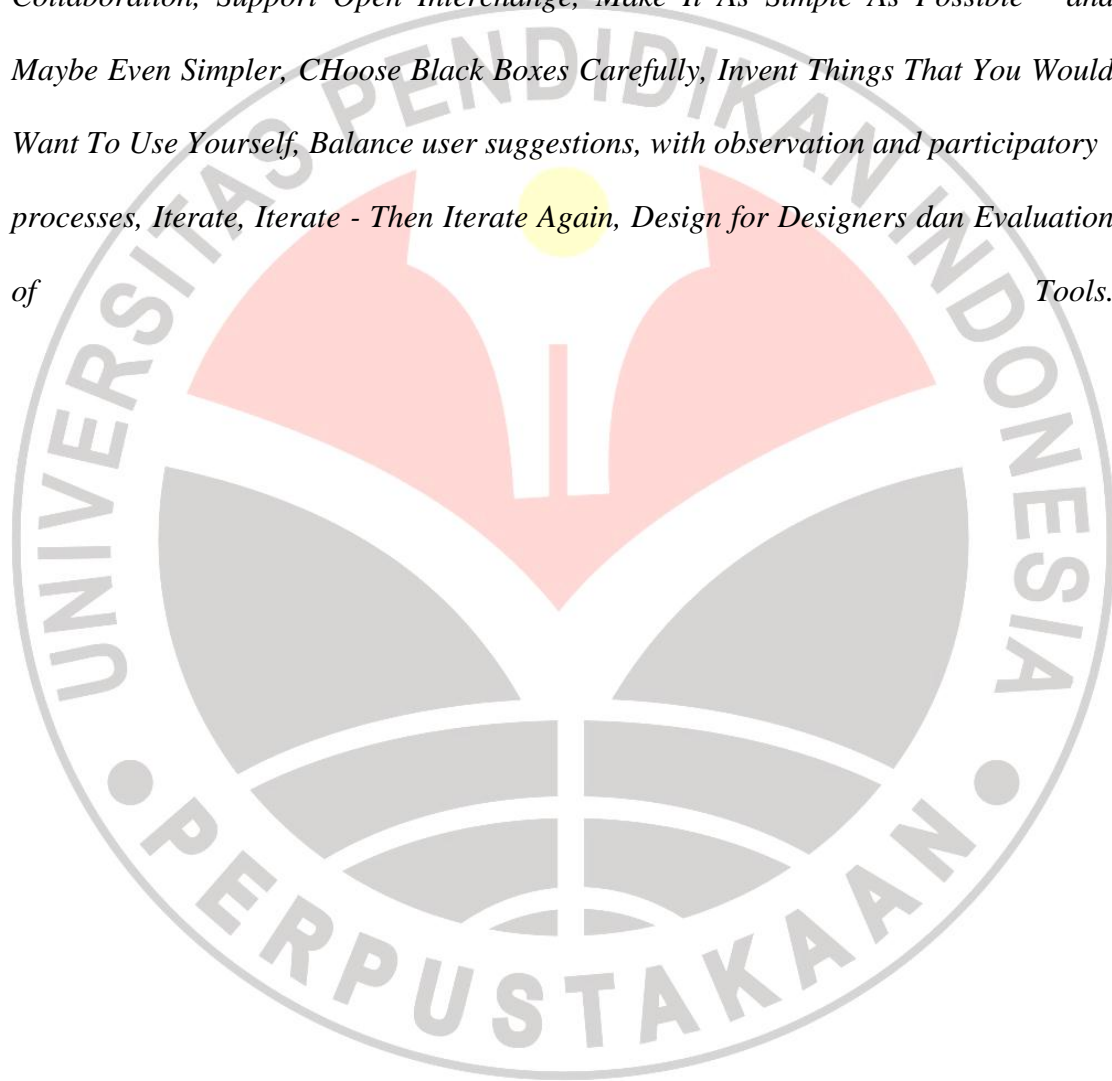 Collaboration, Support Open Interchange, Make It As Simple As Possible - and
Maybe Even Simpler, CHoose Black Boxes Carefully, Invent Things That You Would
Want To Use Yourself, Balance user suggestions, with observation and participatory
processes, Iterate, Iterate - Then Iterate Again, Design for Designers dan Evaluation
of Tools.
UNIVERSITAS PENDIDIKAN INDONESIA
PERPUSTAKAAN